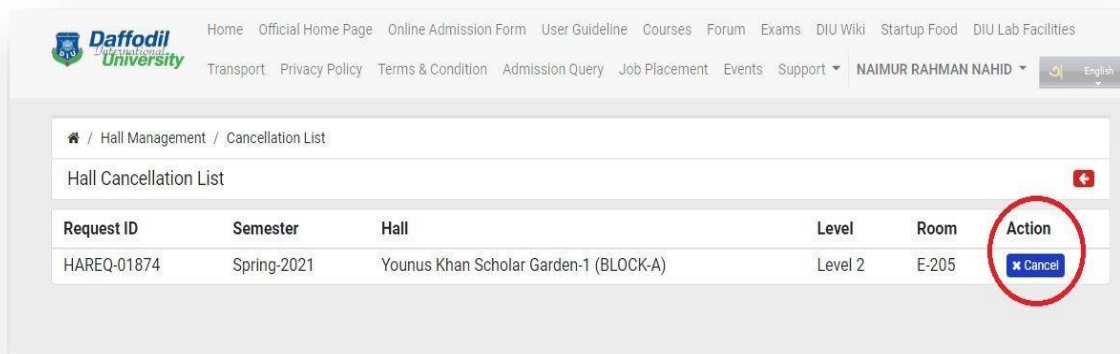 Daffodil
International
University
DIU
Home Official Home Page Online Admission Form User Guideline Courses Forum Exams DIU Wiki Startup Food DIU Lab Facilities
Transport Privacy Policy Terms & Condition Admission Query Job Placement Events Support NAIMUR RAHMAN NAHID অ English
/ Hall Management / Cancellation List
Hall Cancellation List
Request ID Semester Hall Level Room Action
HAREQ-01874 Spring-2021 Younus Khan Scholar Garden-1 (BLOCK-A) Level 2 E-205 Cancel